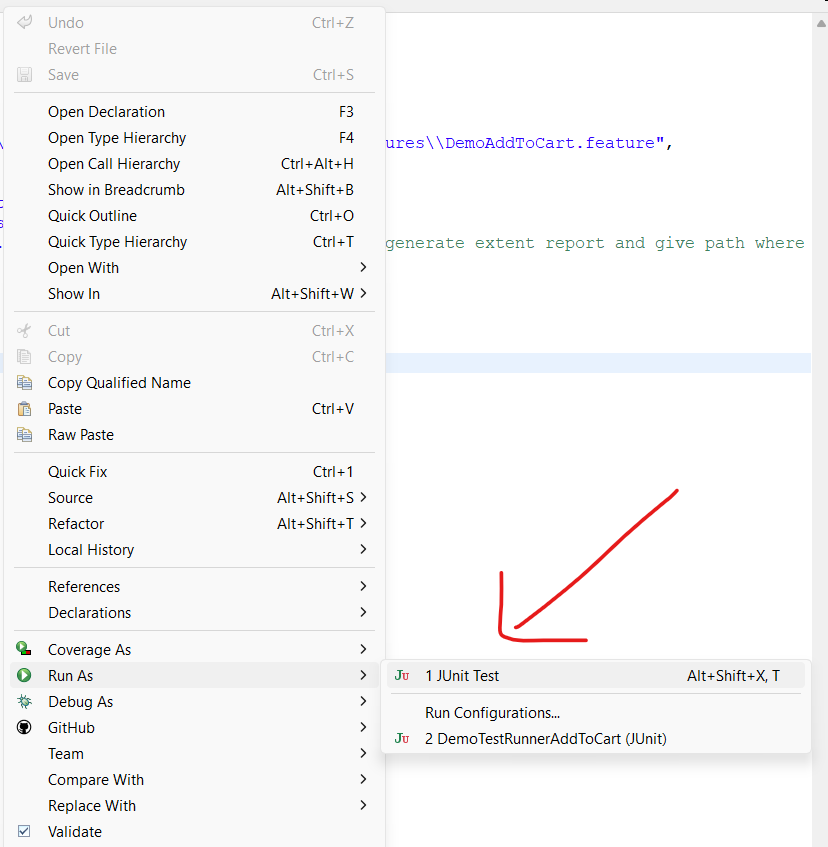 Undo Ctrl+Z
Revert File
Save Ctrl+S
Open Declaration F3
Open Type Hierarchy F4
ures\\DemoAddToCart.feature",
Open Call Hierarchy Ctrl+Alt+H
Show in Breadcrumb Alt+Shift+B
Quick Outline Ctrl+O
Quick Type Hierarchy Ctrl+T
generate extent report and give path where
Open With
Show In Alt+Shift+W
Cut Ctrl+X
Copy Ctrl+C
Copy Qualified Name
Paste Ctrl+V
Raw Paste
Quick Fix Ctrl+1
Source Alt+Shift+S
Refactor Alt+Shift+T
Local History
References
Declarations
Coverage As
Run As
Debug As
GitHub
Team
Compare With
Replace With
Validate
JU 1 JUnit Test Alt+Shift+X, T
Run Configurations...
JU 2 DemoTestRunnerAddToCart (JUnit)